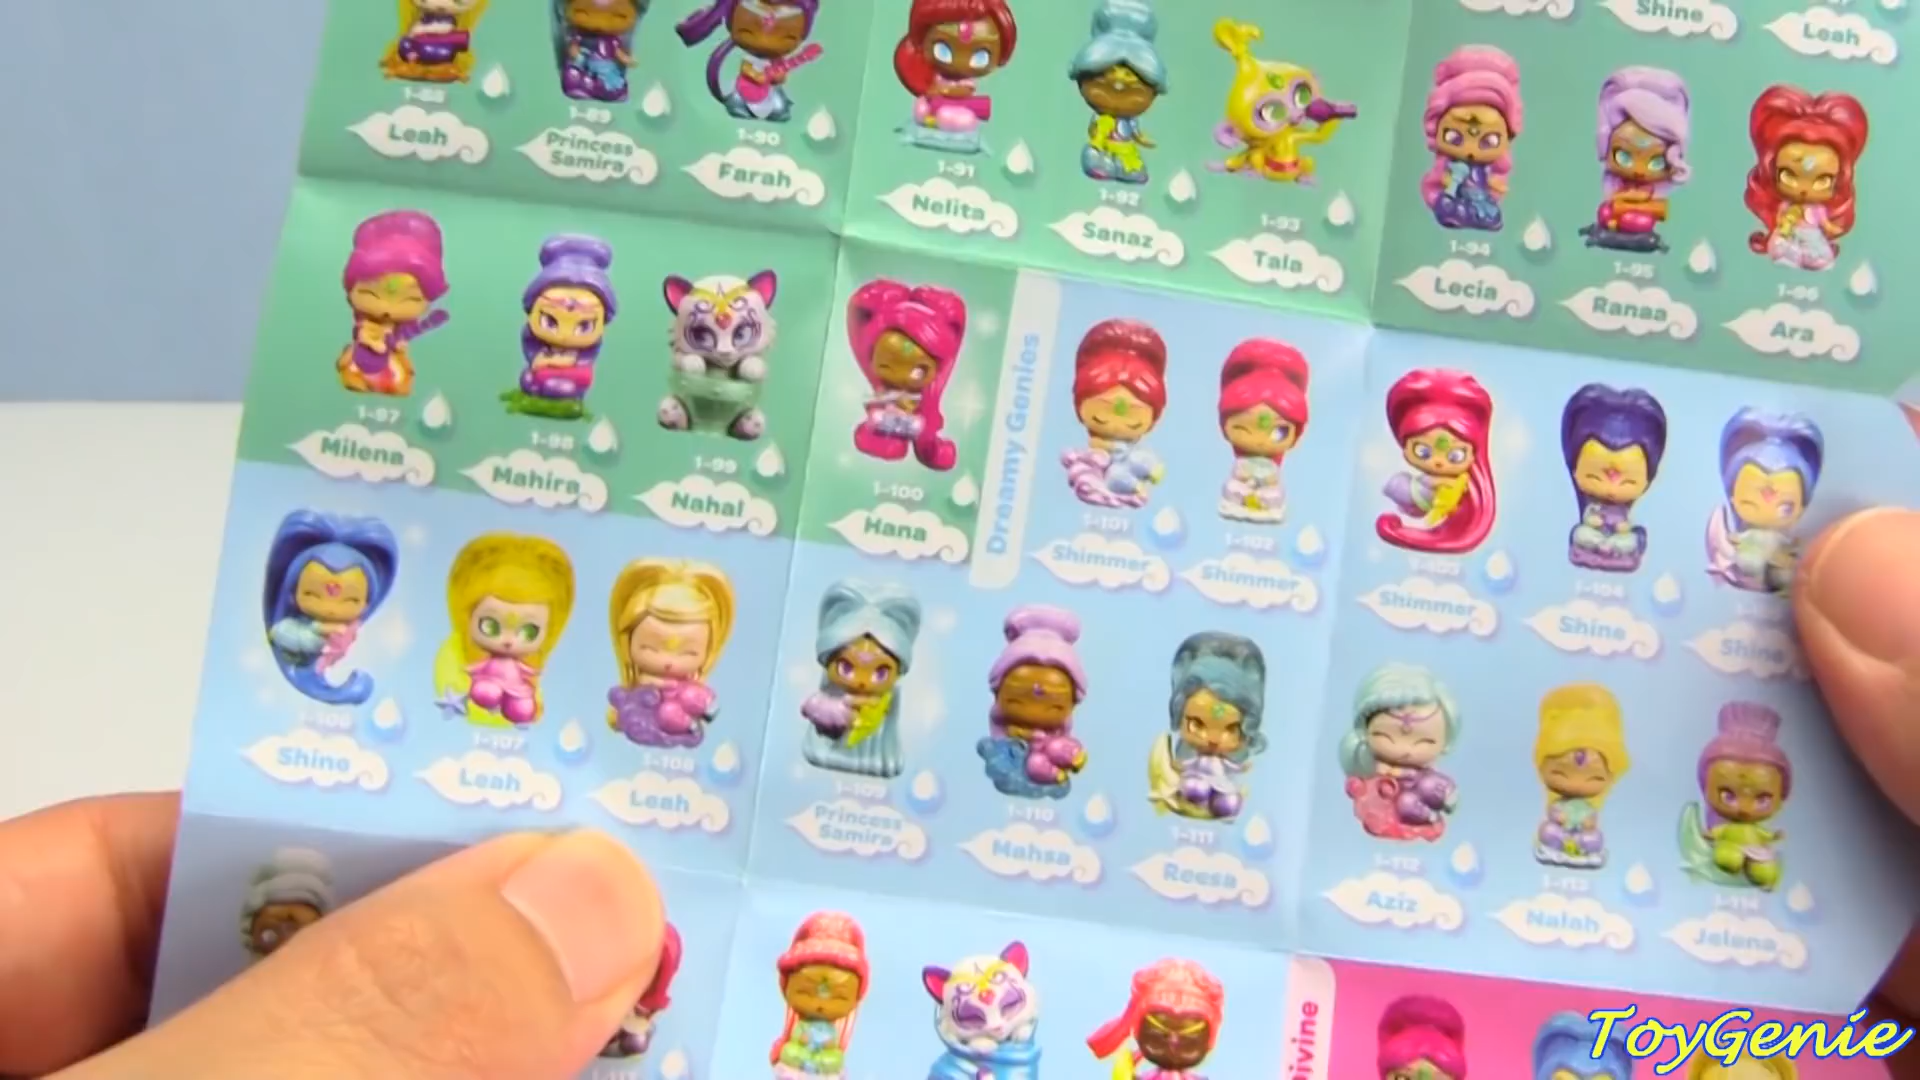 Shine
Leah
1-88
Leah
1-89
Princess
Samira
1-90
Farah
1-91
Nelita
1-92
Sanaz
1-93
Tala
1-94
Lecia
1-95
Ranaa
1-96
Ara
1-97
Milena
1-98
Mahira
1-99
Nahal
1-100
Hana
Dreamy Genies
1-101
Shimmer
1-102
Shimmer
1-103
Shimmer
1-104
Shine
Shine
1-106
Shine
1-107
Leah
1-108
Leah
1-109
Princess
Samira
1-110
Mahsa
1-111
Reesa
1-112
Aziz
1-113
Nalah
1-114
Jelena
Divine
ToyGenie